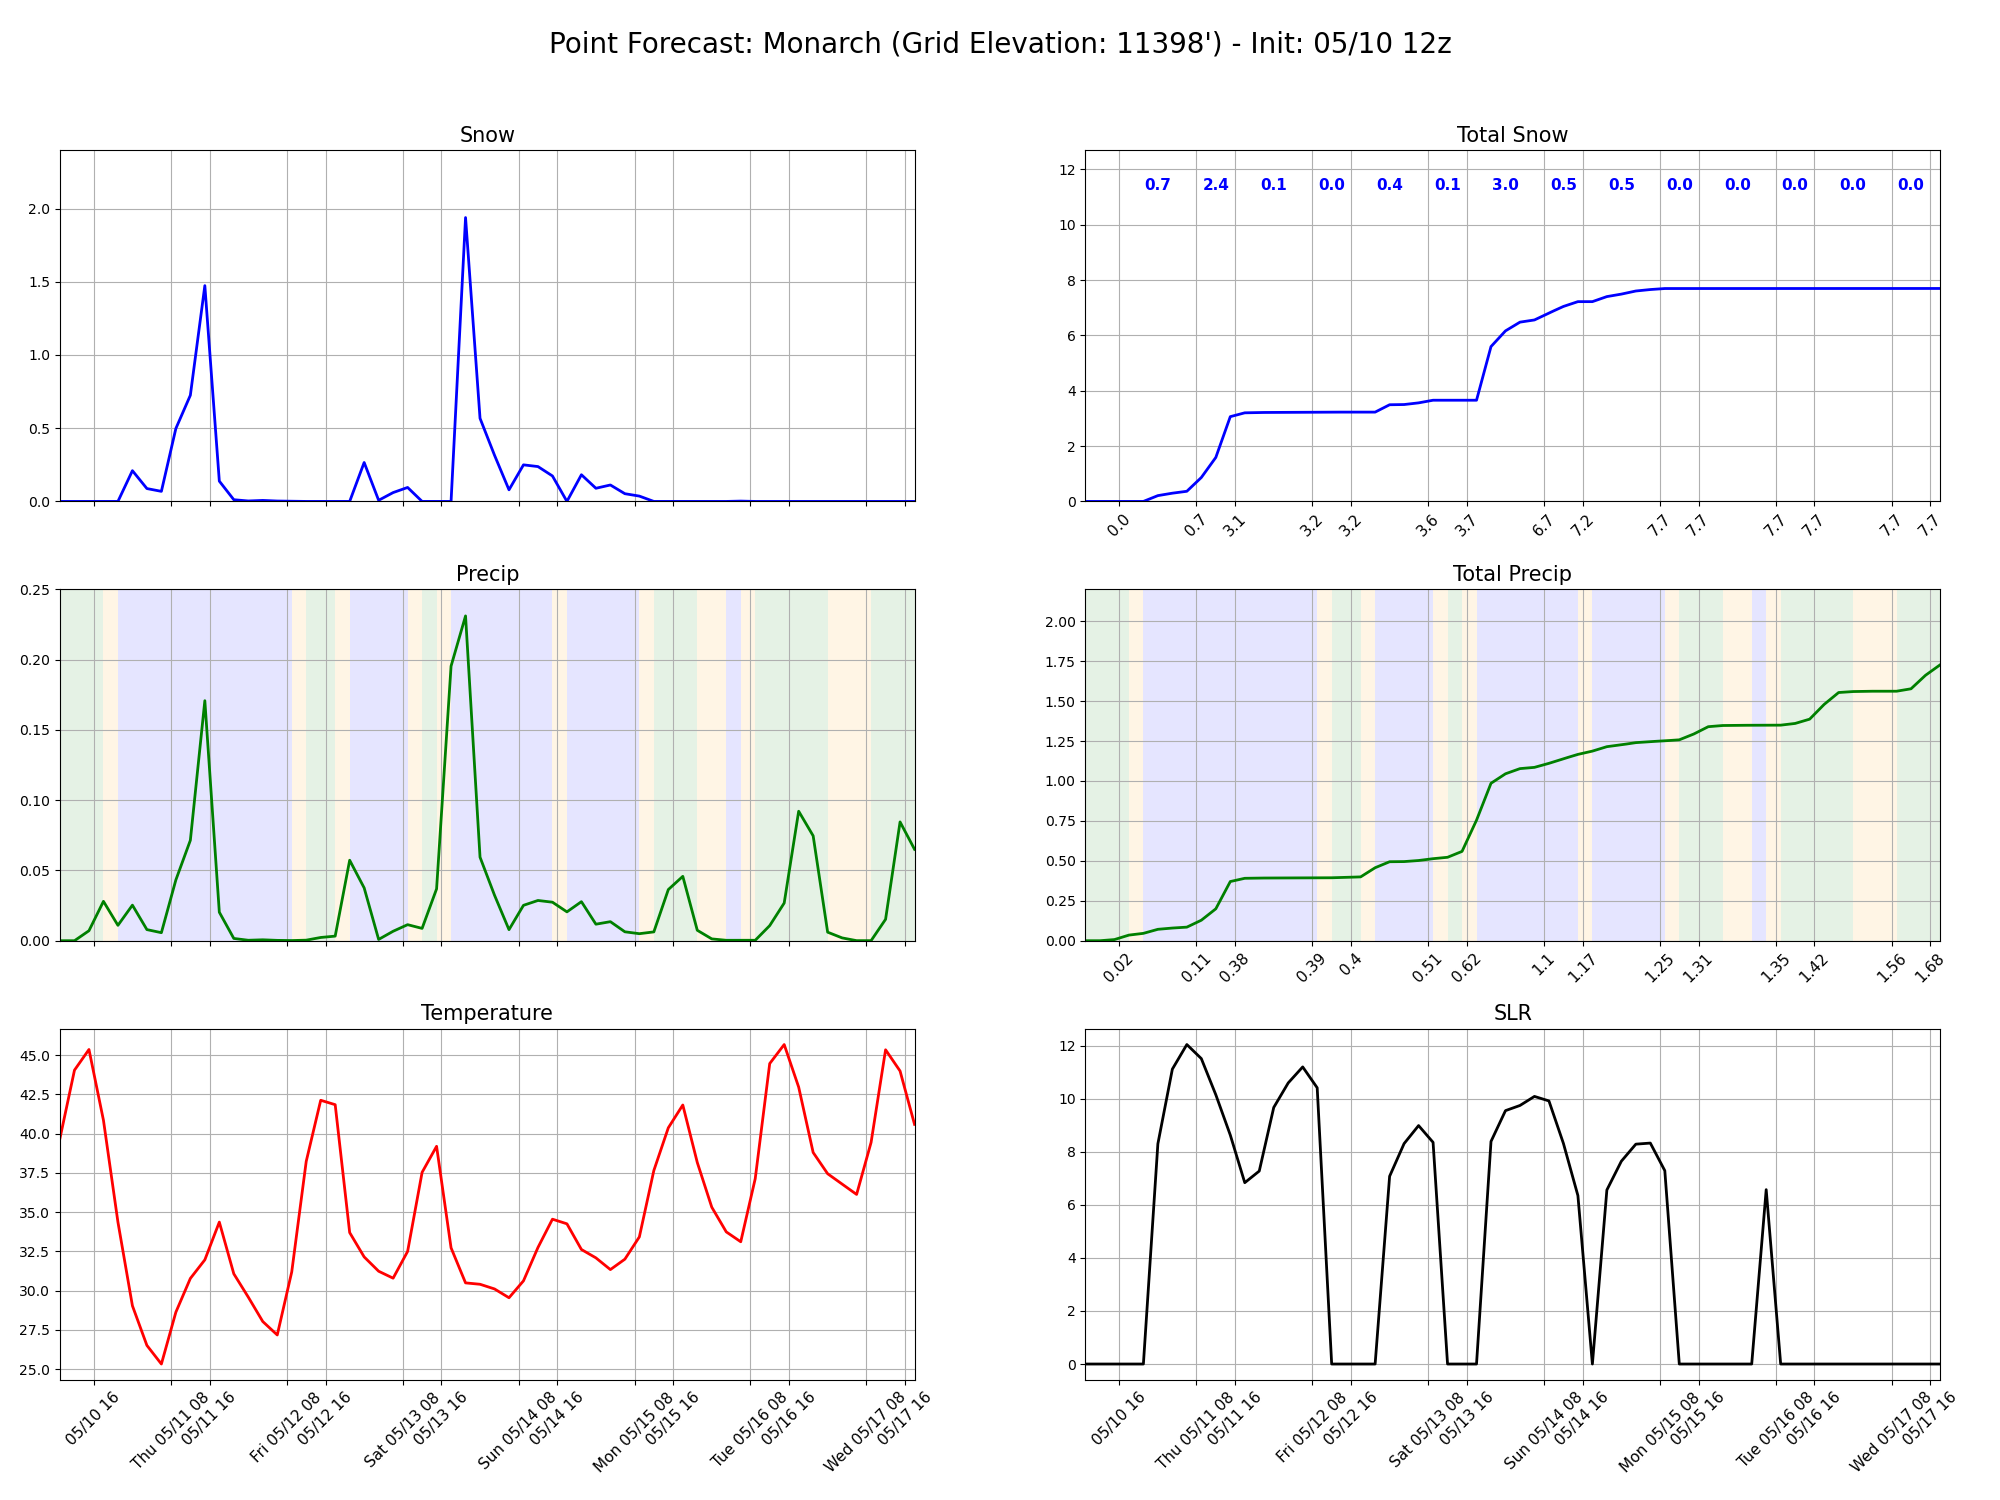 Point Forecast: Monarch (Grid Elevation: 11398') - Init: 05/10 12z
Snow
2.0
1.5
1.0
0.5
0.0
Total Snow
12
10
8
6
4
2
0
0.7 2.4 0.1 0.0 0.4 0.1 3.0 0.5 0.5 0.0 0.0 0.0 0.0 0.0
0.0 0.7 3.1 3.2 3.2 3.6 3.7 6.7 7.2 7.7 7.7 7.7 7.7 7.7 7.7
Precip
0.25
0.20
0.15
0.10
0.05
0.00
Total Precip
2.00
1.75
1.50
1.25
1.00
0.75
0.50
0.25
0.00
0.02 0.11 0.38 0.39 0.4 0.51 0.62 1.1 1.17 1.25 1.31 1.35 1.42 1.56 1.68
Temperature
45.0
42.5
40.0
37.5
35.0
32.5
30.0
27.5
25.0
05/10 16
Thu 05/11 08
05/11 16
Fri 05/12 08
05/12 16
Sat 05/13 08
05/13 16
Sun 05/14 08
05/14 16
Mon 05/15 08
05/15 16
Tue 05/16 08
05/16 16
Wed 05/17 08
05/17 16
SLR
12
10
8
6
4
2
0
05/10 16
Thu 05/11 08
05/11 16
Fri 05/12 08
05/12 16
Sat 05/13 08
05/13 16
Sun 05/14 08
05/14 16
Mon 05/15 08
05/15 16
Tue 05/16 08
05/16 16
Wed 05/17 08
05/17 16